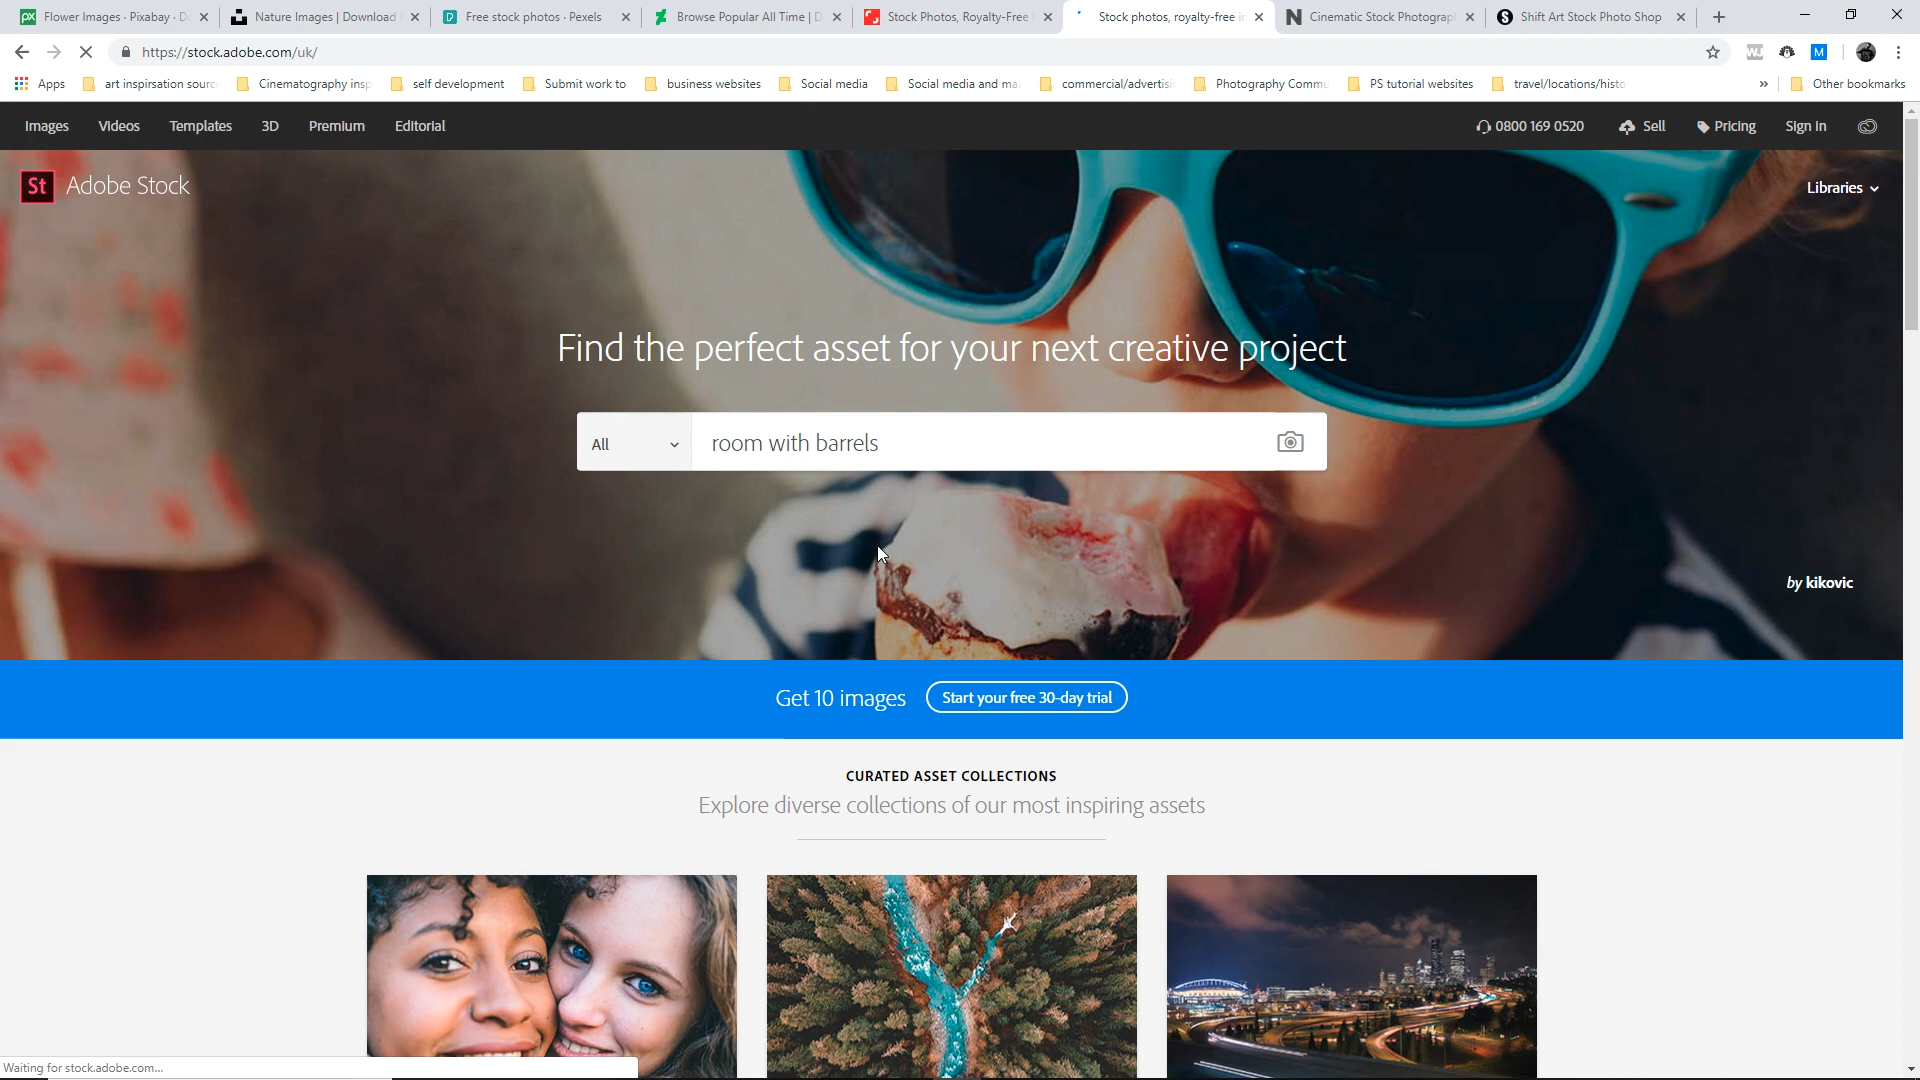 Flower Images · Pixabay · D
Nature Images | Download
Free stock photos · Pexels
Browse Popular All Time | D
Stock Photos, Royalty-Free
Stock photos, royalty-free
Cinematic Stock Photograp
Shift Art Stock Photo Shop
https://stock.adobe.com/uk/
WJ
M
Apps
art inspirsation sourc
Cinematography insp
self development
Submit work to
business websites
Social media
Social media and ma
commercial/advertisi
Photography Commu
PS tutorial websites
travel/locations/histo
»
Other bookmarks
Images
Videos
Templates
3D
Premium
Editorial
0800 169 0520
Sell
Pricing
Sign in
St
Adobe Stock
Libraries
Find the perfect asset for your next creative project
All
room with barrels
by kikovic
Get 10 images
Start your free 30-day trial
CURATED ASSET COLLECTIONS
Explore diverse collections of our most inspiring assets
Waiting for stock.adobe.com...